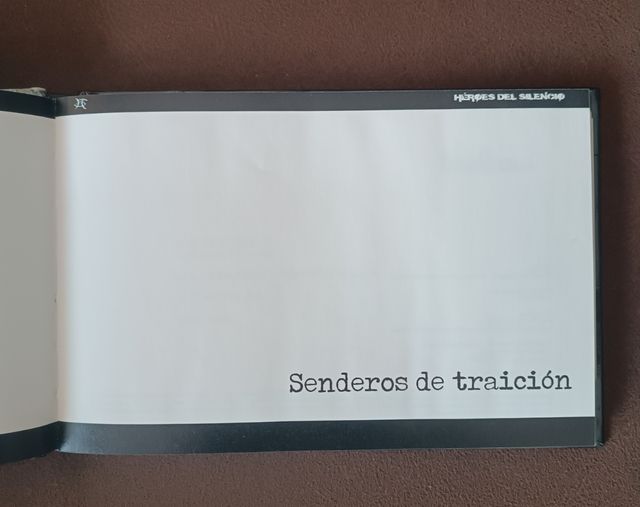 HÉROES DEL SILENCIO
Senderos de traición